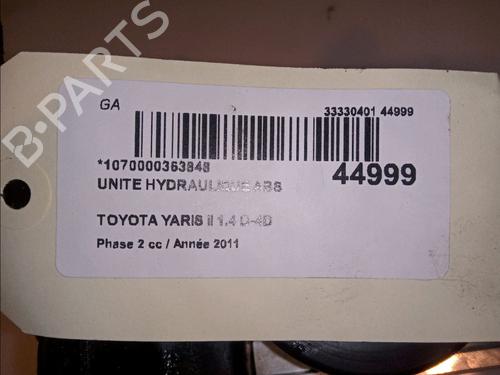 GA
33330401 44999
*1070000363848
44999
UNITE HYDRAULIQUE ABS
TOYOTA YARIS II 1.4 D-4D
Phase 2 cc / Année 2011
B-PARTS